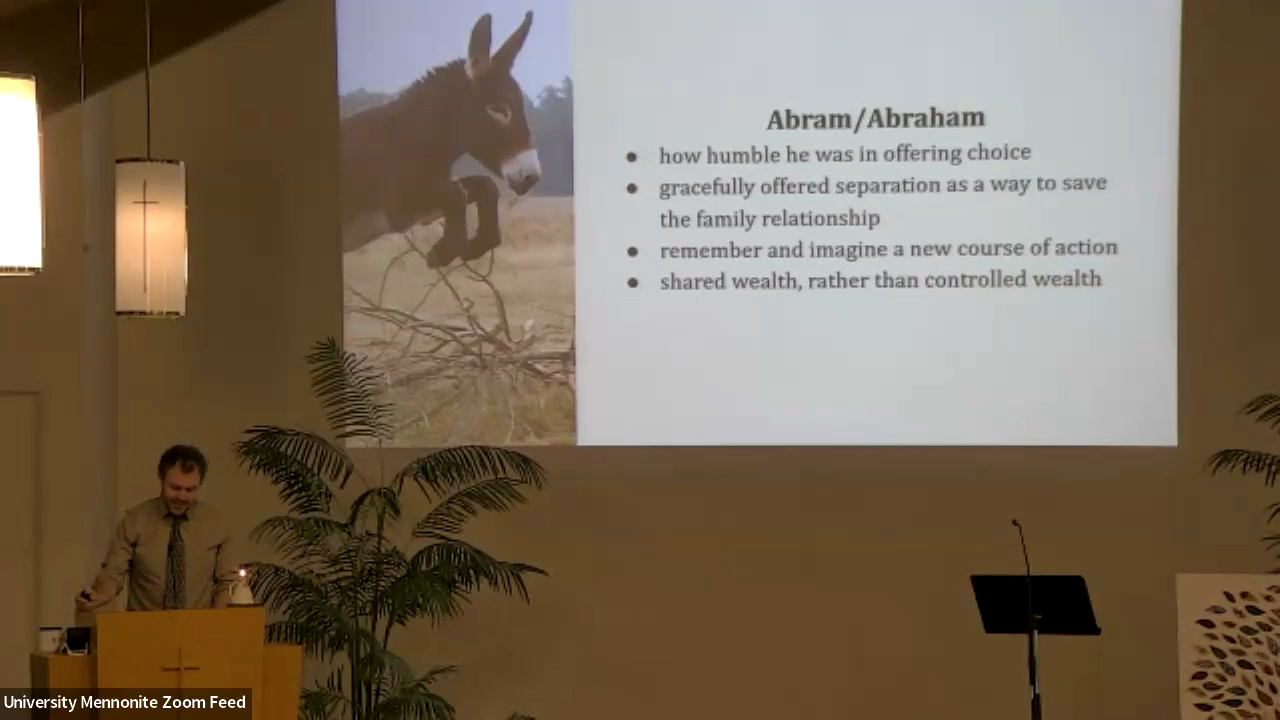 Abram/Abraham
● how humble he was in offering choice
● gracefully offered separation as a way to save
the family relationship
● remember and imagine a new course of action
● shared wealth, rather than controlled wealth
University Mennonite Zoom Feed